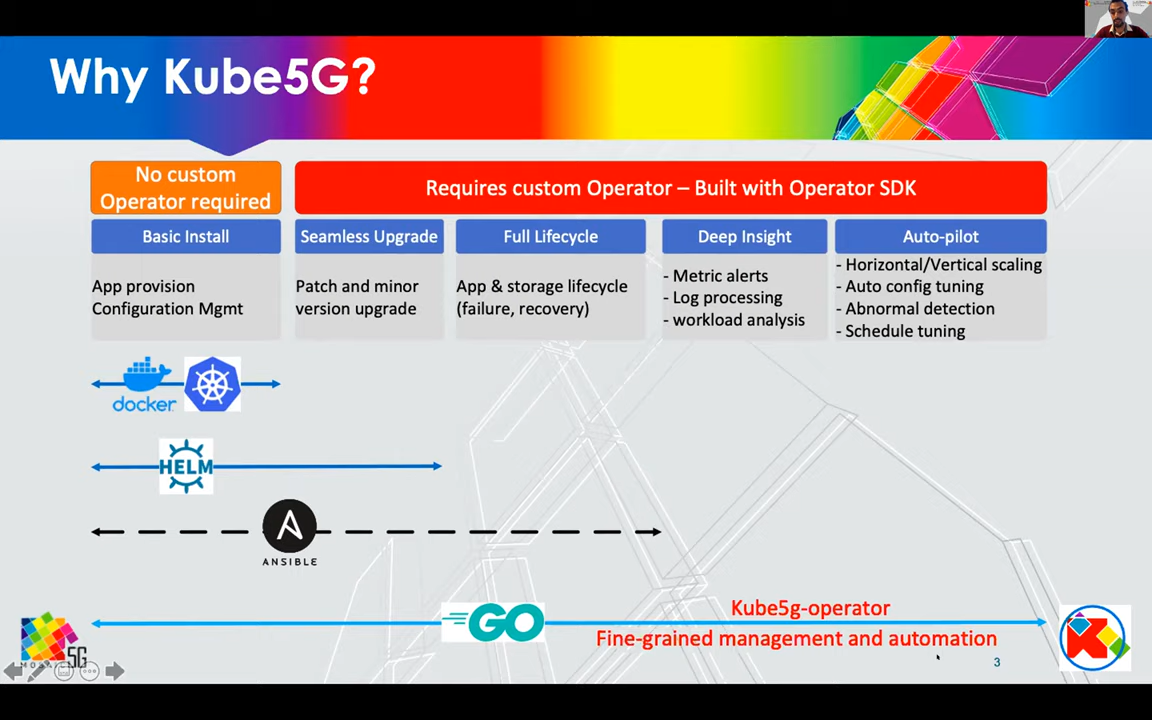 Why Kube5G?
No custom
Operator required
Requires custom Operator – Built with Operator SDK
Basic Install
Seamless Upgrade
Full Lifecycle
Deep Insight
Auto-pilot
App provision
Configuration Mgmt
Patch and minor
version upgrade
App & storage lifecycle
(failure, recovery)
- Metric alerts
- Log processing
- workload analysis
- Horizontal/Vertical scaling
- Auto config tuning
- Abnormal detection
- Schedule tuning
docker
HELM
ANSIBLE
GO
Kube5g-operator
Fine-grained management and automation
3
5G